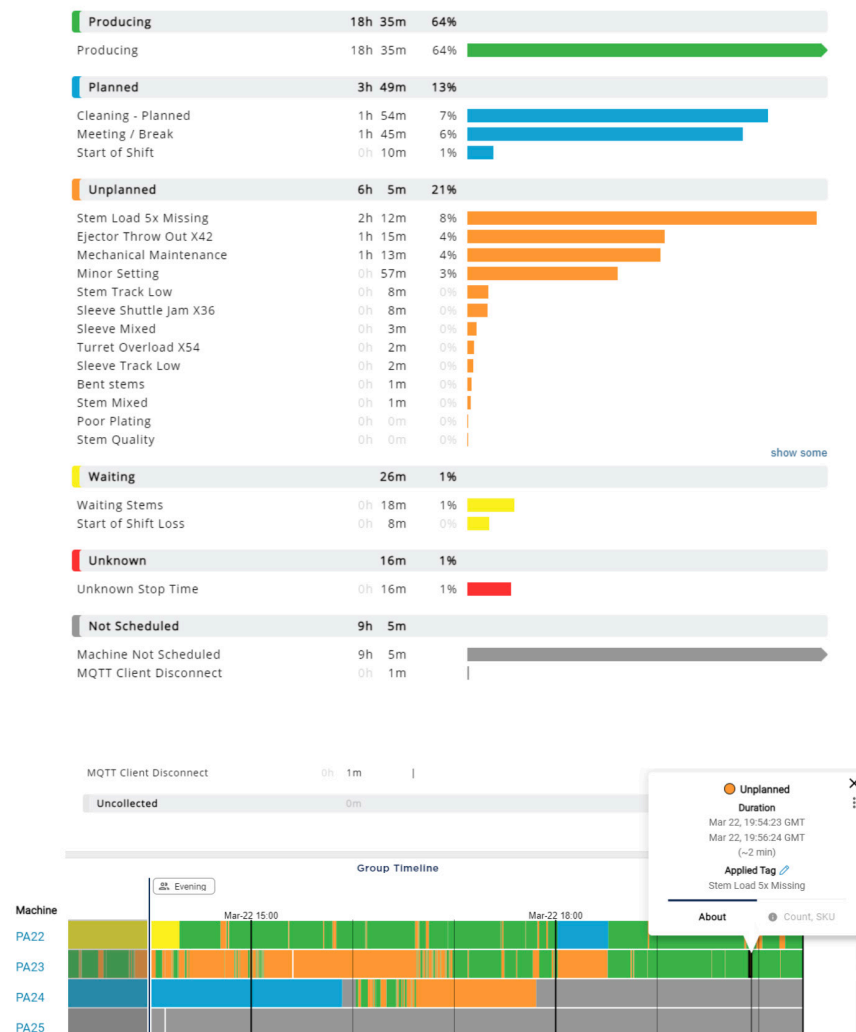 Producing 18h 35m 64%
Producing 18h 35m 64%
Planned 3h 49m 13%
Cleaning - Planned 1h 54m 7%
Meeting / Break 1h 45m 6%
Start of Shift 0h 10m 1%
Unplanned 6h 5m 21%
Stem Load 5x Missing 2h 12m 8%
Ejector Throw Out X42 1h 15m 4%
Mechanical Maintenance 1h 13m 4%
Minor Setting 0h 57m 3%
Stem Track Low 0h 8m 0%
Sleeve Shuttle Jam X36 0h 8m 0%
Sleeve Mixed 0h 3m 0%
Turret Overload X54 0h 2m 0%
Sleeve Track Low 0h 2m 0%
Bent stems 0h 1m 0%
Stem Mixed 0h 1m 0%
Poor Plating 0h 0m 0%
Stem Quality 0h 0m 0%
show some
Waiting 26m 1%
Waiting Stems 0h 18m 1%
Start of Shift Loss 0h 8m 0%
Unknown 16m 1%
Unknown Stop Time 0h 16m 1%
Not Scheduled 9h 5m
Machine Not Scheduled 9h 5m
MQTT Client Disconnect 0h 1m
MQTT Client Disconnect 0h 1m
Uncollected 0m
Unplanned
Duration
Mar 22, 19:54:23 GMT
Mar 22, 19:56:24 GMT
(~2 min)
Applied Tag
Stem Load 5x Missing
About Count, SKU
Group Timeline
Evening
Machine
Mar-22 15:00 Mar-22 18:00
PA22
PA23
PA24
PA25